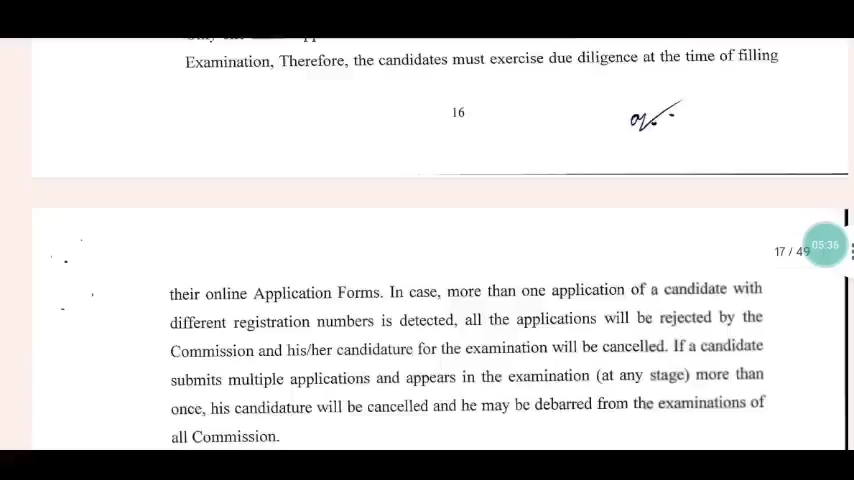 Examination, Therefore, the candidates must exercise due diligence at the time of filling
16
17 / 49
05:36
their online Application Forms. In case, more than one application of a candidate with
different registration numbers is detected, all the applications will be rejected by the
Commission and his/her candidature for the examination will be cancelled. If a candidate
submits multiple applications and appears in the examination (at any stage) more than
once, his candidature will be cancelled and he may be debarred from the examinations of
all Commission.